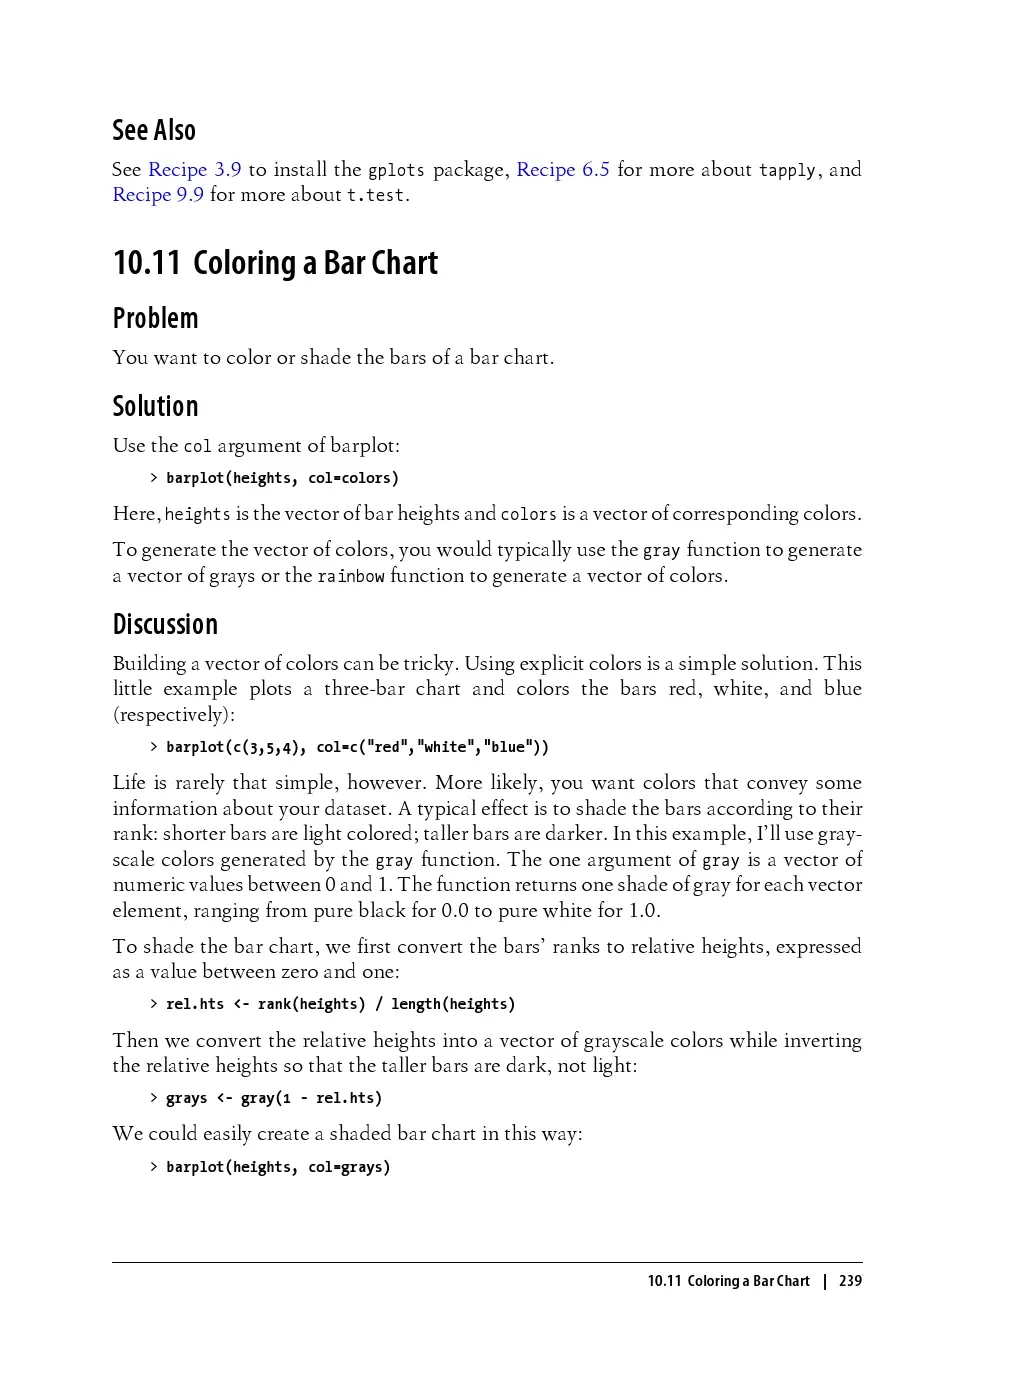 See Also
See Recipe 3.9 to install the gplots package, Recipe 6.5 for more about tapply, and
Recipe 9.9 for more about t.test.
10.11 Coloring a Bar Chart
Problem
You want to color or shade the bars of a bar chart.
Solution
Use the col argument of barplot:
> barplot(heights, col=colors)
Here, heights is the vector of bar heights and colors is a vector of corresponding colors.
To generate the vector of colors, you would typically use the gray function to generate
a vector of grays or the rainbow function to generate a vector of colors.
Discussion
Building a vector of colors can be tricky. Using explicit colors is a simple solution. This
little example plots a three-bar chart and colors the bars red, white, and blue
(respectively):
> barplot(c(3,5,4), col=c("red","white","blue"))
Life is rarely that simple, however. More likely, you want colors that convey some
information about your dataset. A typical effect is to shade the bars according to their
rank: shorter bars are light colored; taller bars are darker. In this example, I’ll use gray-
scale colors generated by the gray function. The one argument of gray is a vector of
numeric values between 0 and 1. The function returns one shade of gray for each vector
element, ranging from pure black for 0.0 to pure white for 1.0.
To shade the bar chart, we first convert the bars’ ranks to relative heights, expressed
as a value between zero and one:
> rel.hts <- rank(heights) / length(heights)
Then we convert the relative heights into a vector of grayscale colors while inverting
the relative heights so that the taller bars are dark, not light:
> grays <- gray(1 - rel.hts)
We could easily create a shaded bar chart in this way:
> barplot(heights, col=grays)
10.11 Coloring a Bar Chart | 239